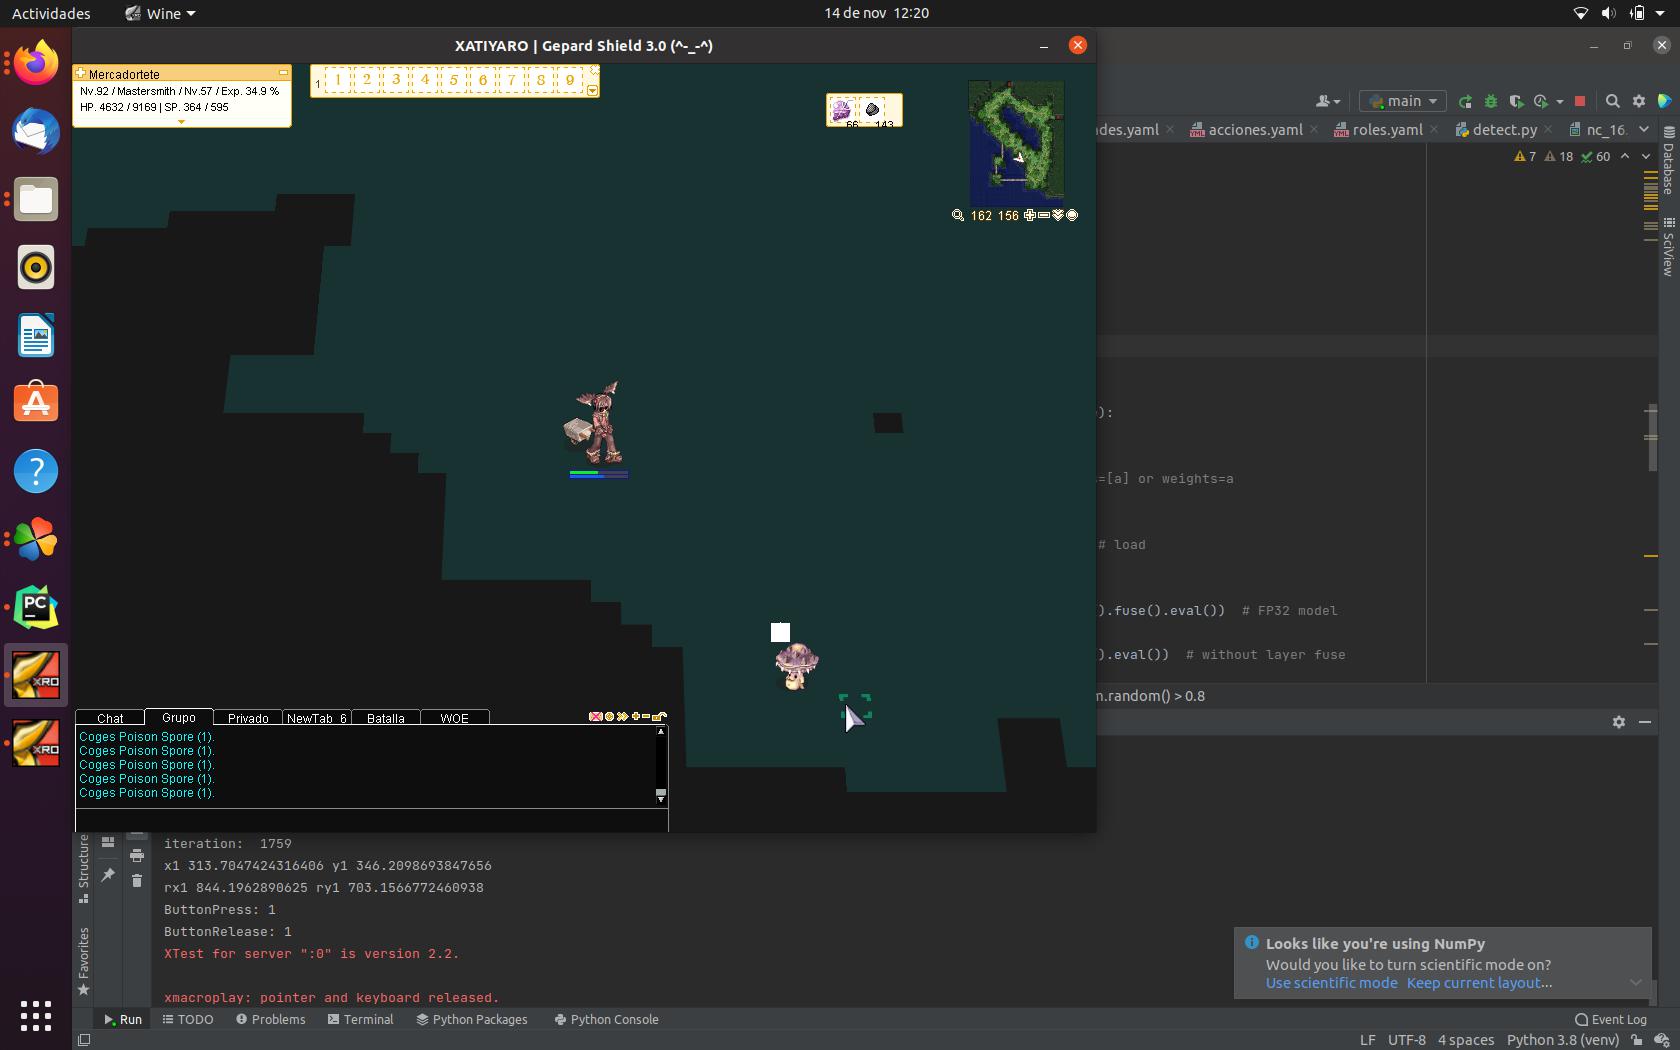 Actividades
Wine
14 de nov 12:20
XATIYARO | Gepard Shield 3.0 (^-_-^)
Mercadortete
Nv.92 / Mastersmith / Nv.57 / Exp. 34.9 %
HP. 4632 / 9169 | SP. 364 / 595
1 1 2 3 4 5 6 7 8 9
66 143
162 156
main
des.yaml
acciones.yaml
roles.yaml
detect.py
nc_16.
7 18 60
Database
SciView
):
=[a] or weights=a
# load
).fuse().eval()) # FP32 model
).eval()) # without layer fuse
m.random() > 0.8
PC
XRO
XRO
Chat Grupo Privado NewTab_6 Batalla WOE
Coges Poison Spore (1).
Coges Poison Spore (1).
Coges Poison Spore (1).
Coges Poison Spore (1).
Coges Poison Spore (1).
Structure
Favorites
iteration: 1759
x1 313.7047424316406 y1 346.2098693847656
rx1 844.1962890625 ry1 703.1566772460938
ButtonPress: 1
ButtonRelease: 1
XTest for server ":0" is version 2.2.
xmacroplay: pointer and keyboard released.
Looks like you're using NumPy
Would you like to turn scientific mode on?
Use scientific mode Keep current layout...
Run TODO Problems Terminal Python Packages Python Console
Event Log
LF UTF-8 4 spaces Python 3.8 (venv)